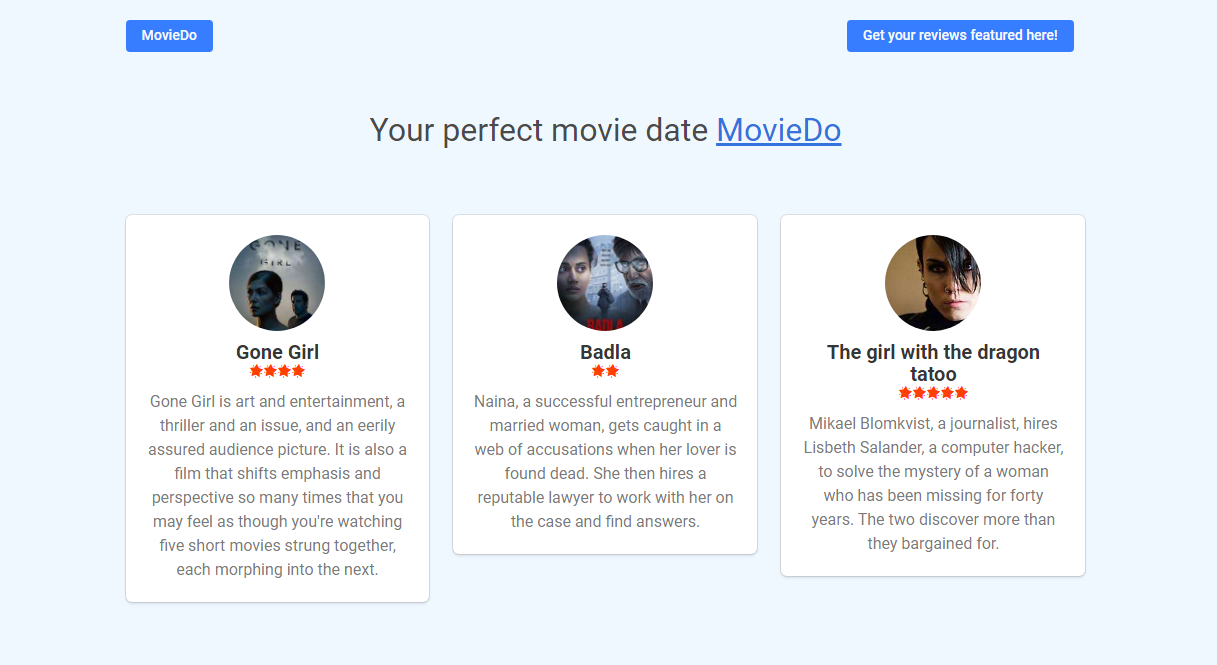 MovieDo
Get your reviews featured here!
Your perfect movie date MovieDo
GONE
GIRL
Gone Girl
Gone Girl is art and entertainment, a
thriller and an issue, and an eerily
assured audience picture. It is also a
film that shifts emphasis and
perspective so many times that you
may feel as though you're watching
five short movies strung together,
each morphing into the next.
BADLA
Badla
Naina, a successful entrepreneur and
married woman, gets caught in a
web of accusations when her lover is
found dead. She then hires a
reputable lawyer to work with her on
the case and find answers.
The girl with the dragon
tatoo
Mikael Blomkvist, a journalist, hires
Lisbeth Salander, a computer hacker,
to solve the mystery of a woman
who has been missing for forty
years. The two discover more than
they bargained for.